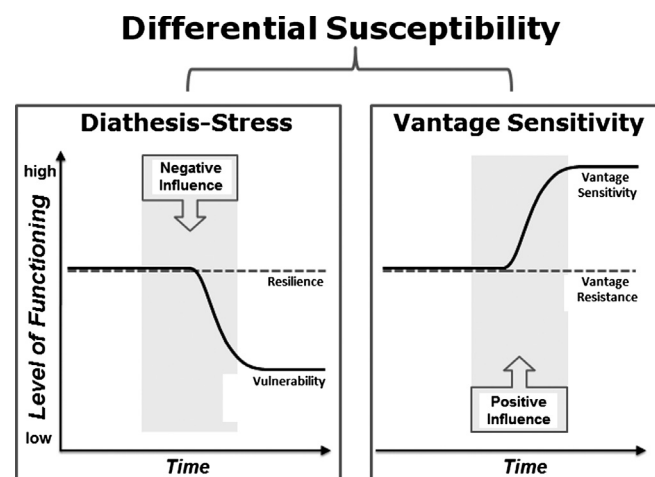 Differential Susceptibility
Diathesis-Stress
high
Negative
Influence
Level of Functioning
Resilience
Vulnerability
low
Time
Vantage Sensitivity
Vantage
Sensitivity
Vantage
Resistance
Positive
Influence
Time